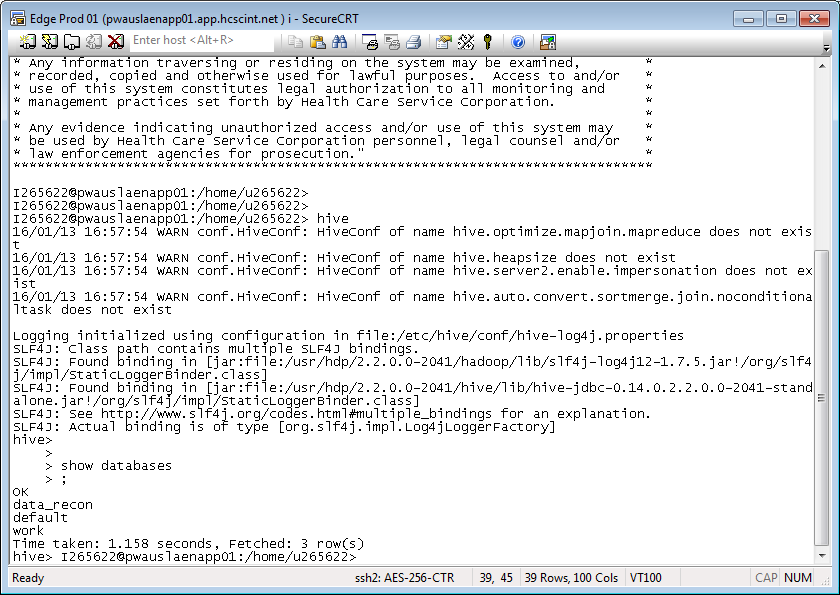 Edge Prod 01 ( pwauslaenapp01.app.hcscint.net ) i - SecureCRT
Enter host <Alt+R>
* Any information traversing or residing on the system may be examined, *
* recorded, copied and otherwise used for lawful purposes. Access to and/or *
* use of this system constitutes legal authorization to all monitoring and *
* management practices set forth by Health Care Service Corporation. *
* *
* Any evidence indicating unauthorized access and/or use of this system may *
* be used by Health Care Service Corporation personnel, legal counsel and/or *
* law enforcement agencies for prosecution." *
********************************************************************************
I265622@pwauslaenapp01:/home/u265622>
I265622@pwauslaenapp01:/home/u265622>
I265622@pwauslaenapp01:/home/u265622> hive
16/01/13 16:57:54 WARN conf.HiveConf: HiveConf of name hive.optimize.mapjoin.mapreduce does not exis
t
16/01/13 16:57:54 WARN conf.HiveConf: HiveConf of name hive.heapsize does not exist
16/01/13 16:57:54 WARN conf.HiveConf: HiveConf of name hive.server2.enable.impersonation does not ex
ist
16/01/13 16:57:54 WARN conf.HiveConf: HiveConf of name hive.auto.convert.sortmerge.join.noconditiona
ltask does not exist
Logging initialized using configuration in file:/etc/hive/conf/hive-log4j.properties
SLF4J: Class path contains multiple SLF4J bindings.
SLF4J: Found binding in [jar:file:/usr/hdp/2.2.0.0-2041/hadoop/lib/slf4j-log4j12-1.7.5.jar!/org/slf4
j/impl/StaticLoggerBinder.class]
SLF4J: Found binding in [jar:file:/usr/hdp/2.2.0.0-2041/hive/lib/hive-jdbc-0.14.0.2.2.0.0-2041-stand
alone.jar!/org/slf4j/impl/StaticLoggerBinder.class]
SLF4J: See http://www.slf4j.org/codes.html#multiple_bindings for an explanation.
SLF4J: Actual binding is of type [org.slf4j.impl.Log4jLoggerFactory]
hive>
>
> show databases
> ;
OK
data_recon
default
work
Time taken: 1.158 seconds, Fetched: 3 row(s)
hive> I265622@pwauslaenapp01:/home/u265622>
Ready ssh2: AES-256-CTR 39, 45 39 Rows, 100 Cols VT100 CAP NUM